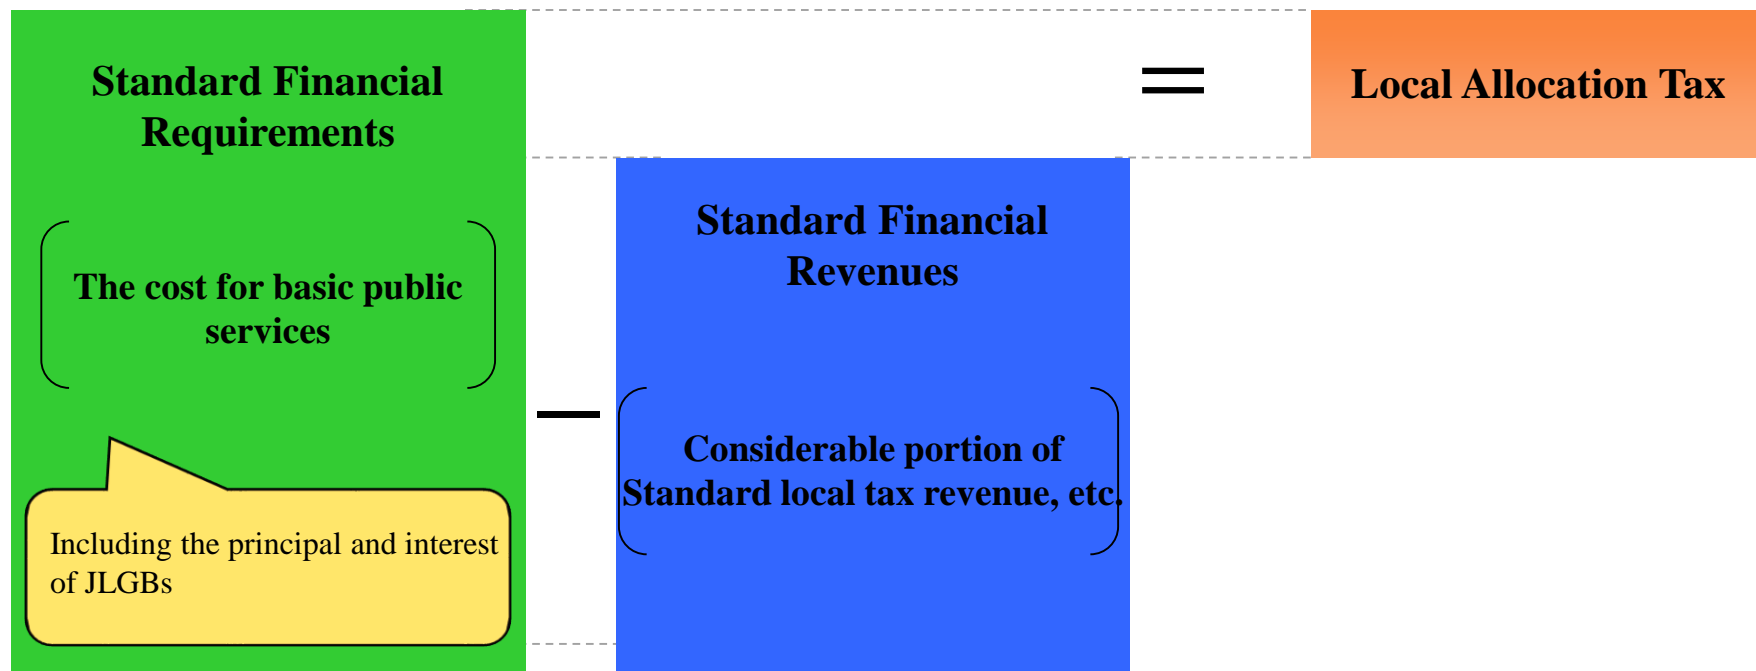 Standard Financial
Requirements
The cost for basic public
services
Including the principal and interest
of JLGBs
—
Standard Financial
Revenues
Considerable portion of
Standard local tax revenue, etc.
=
Local Allocation Tax